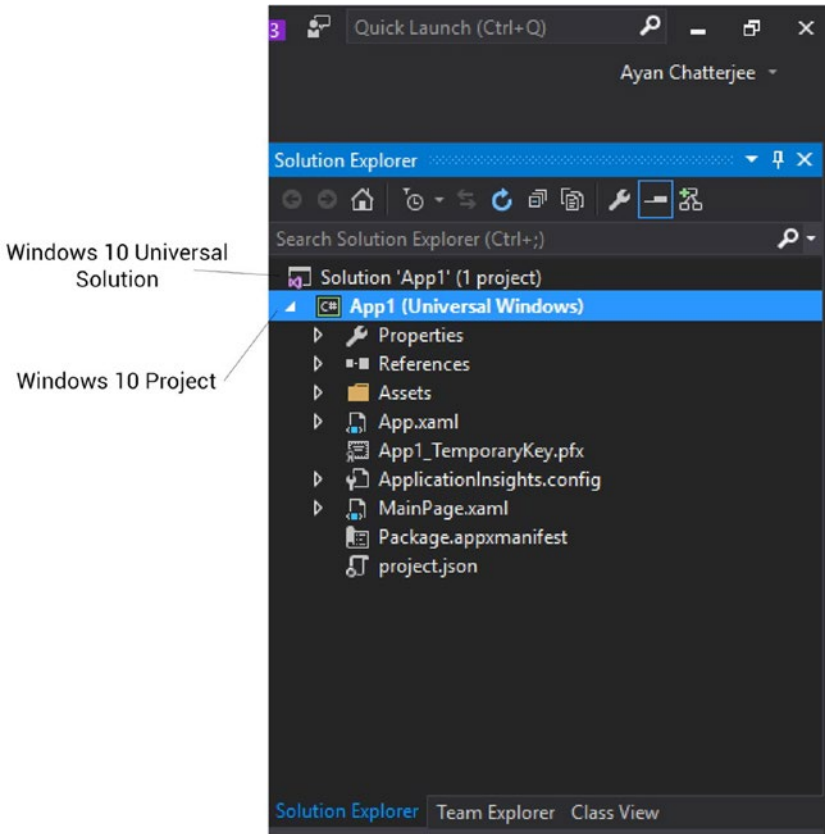 3
Quick Launch (Ctrl+Q)
Ayan Chatterjee
Solution Explorer
Search Solution Explorer (Ctrl+;)
Windows 10 Universal
Solution
Solution 'App1' (1 project)
C# App1 (Universal Windows)
Properties
Windows 10 Project
References
Assets
App.xaml
App1_TemporaryKey.pfx
ApplicationInsights.config
MainPage.xaml
Package.appxmanifest
project.json
Solution Explorer Team Explorer Class View